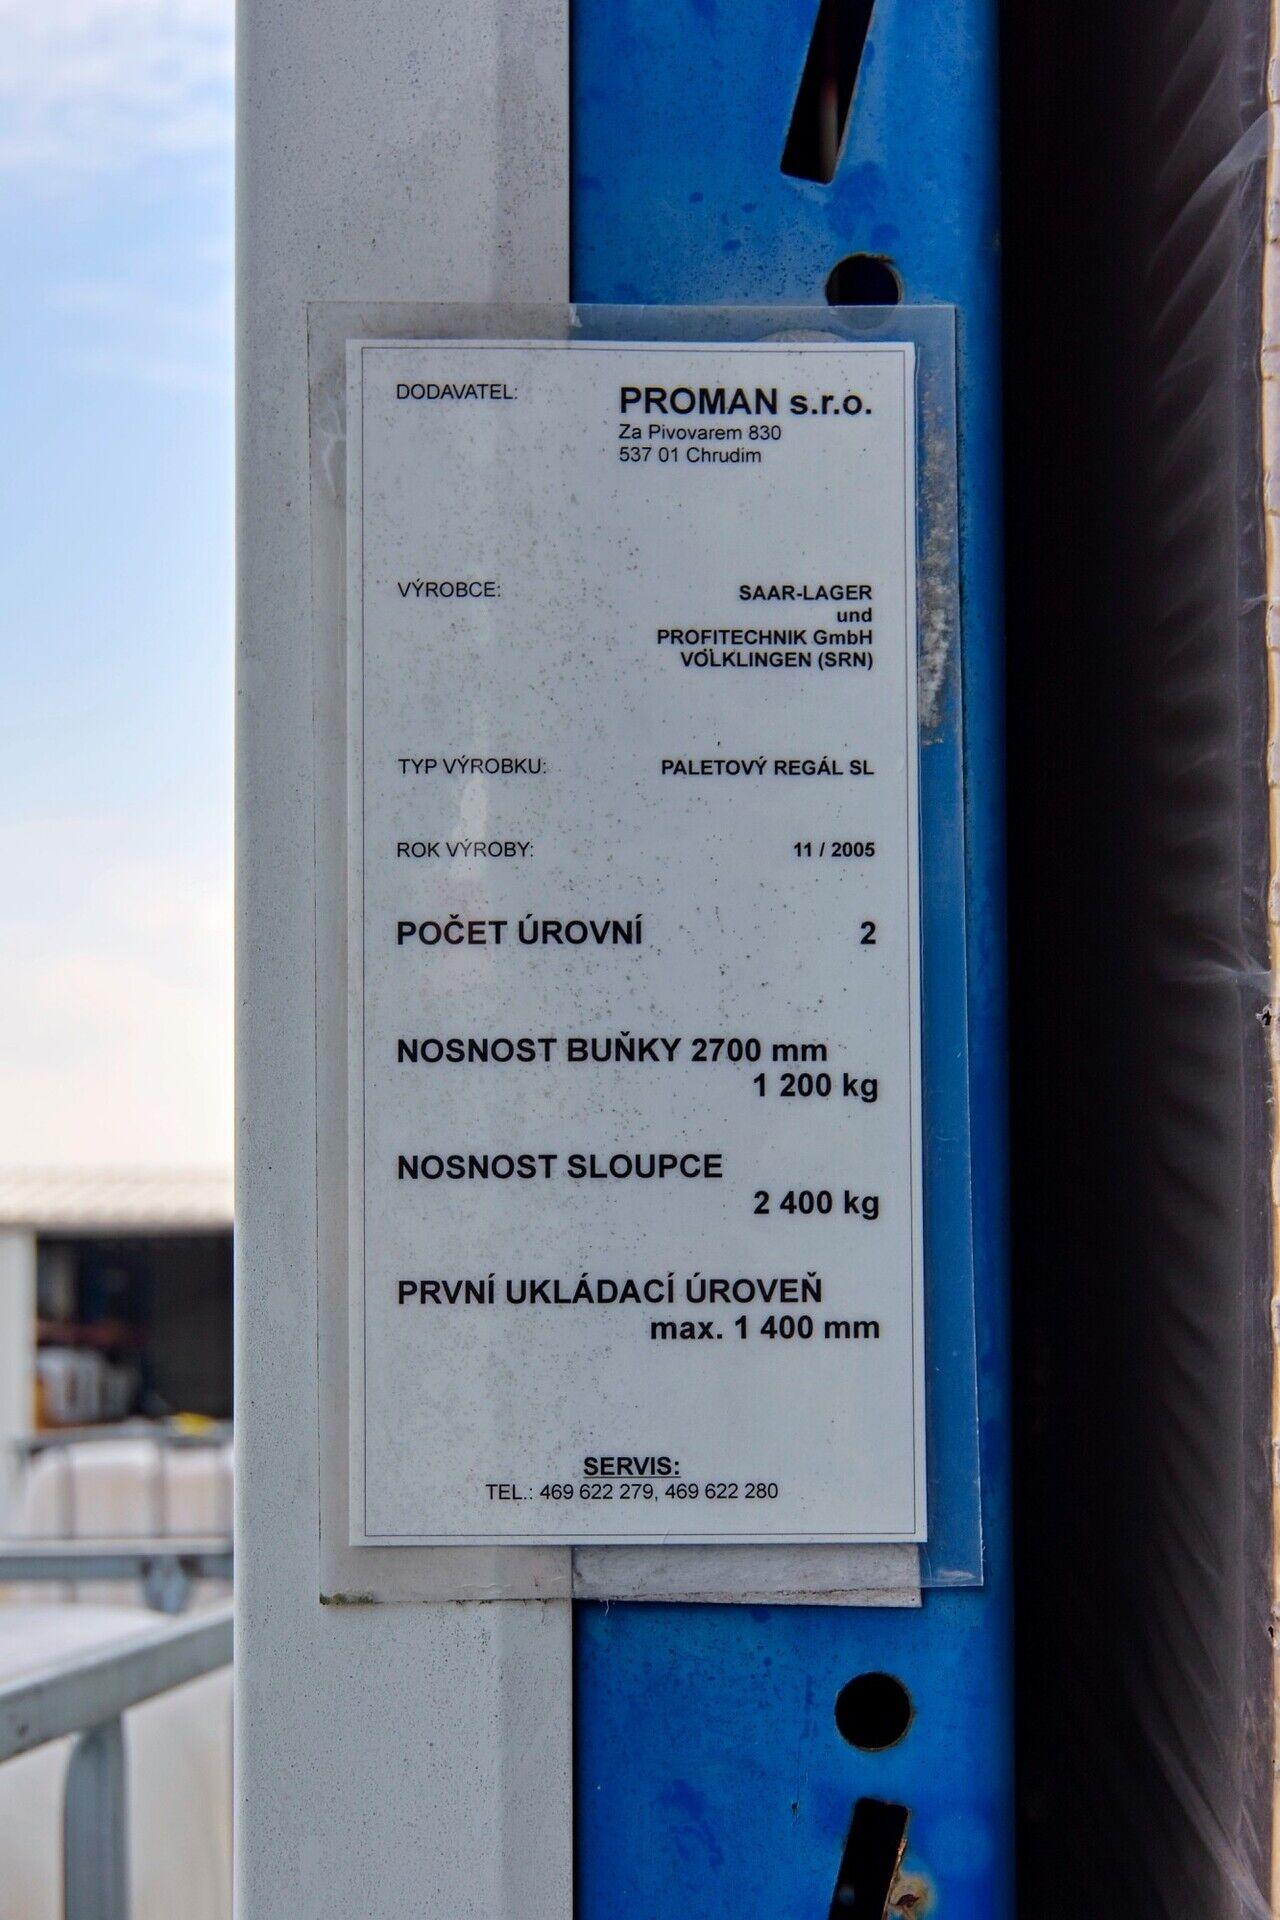 DODAVATEL: PROMAN s.r.o.
Za Pivovarem 830
537 01 Chrudim
VÝROBCE: SAAR-LAGER
und
PROFITECHNIK GmbH
VÖLKLINGEN (SRN)
TYP VÝROBKU: PALETOVÝ REGÁL SL
ROK VÝROBY: 11 / 2005
POČET ÚROVNÍ 2
NOSNOST BUŇKY 2700 mm
1 200 kg
NOSNOST SLOUPCE
2 400 kg
PRVNÍ UKLÁDACÍ ÚROVEŇ
max. 1 400 mm
SERVIS:
TEL.: 469 622 279, 469 622 280